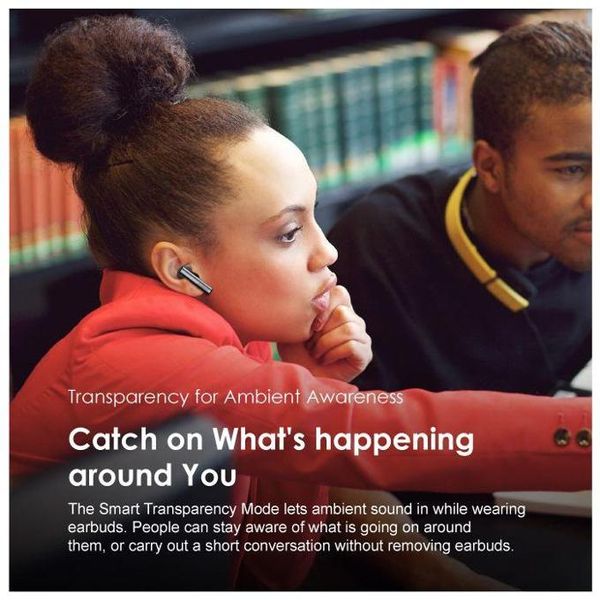 Transparency for Ambient Awareness
Catch on What's happening
around You
The Smart Transparency Mode lets ambient sound in while wearing
earbuds. People can stay aware of what is going on around
them, or carry out a short conversation without removing earbuds.